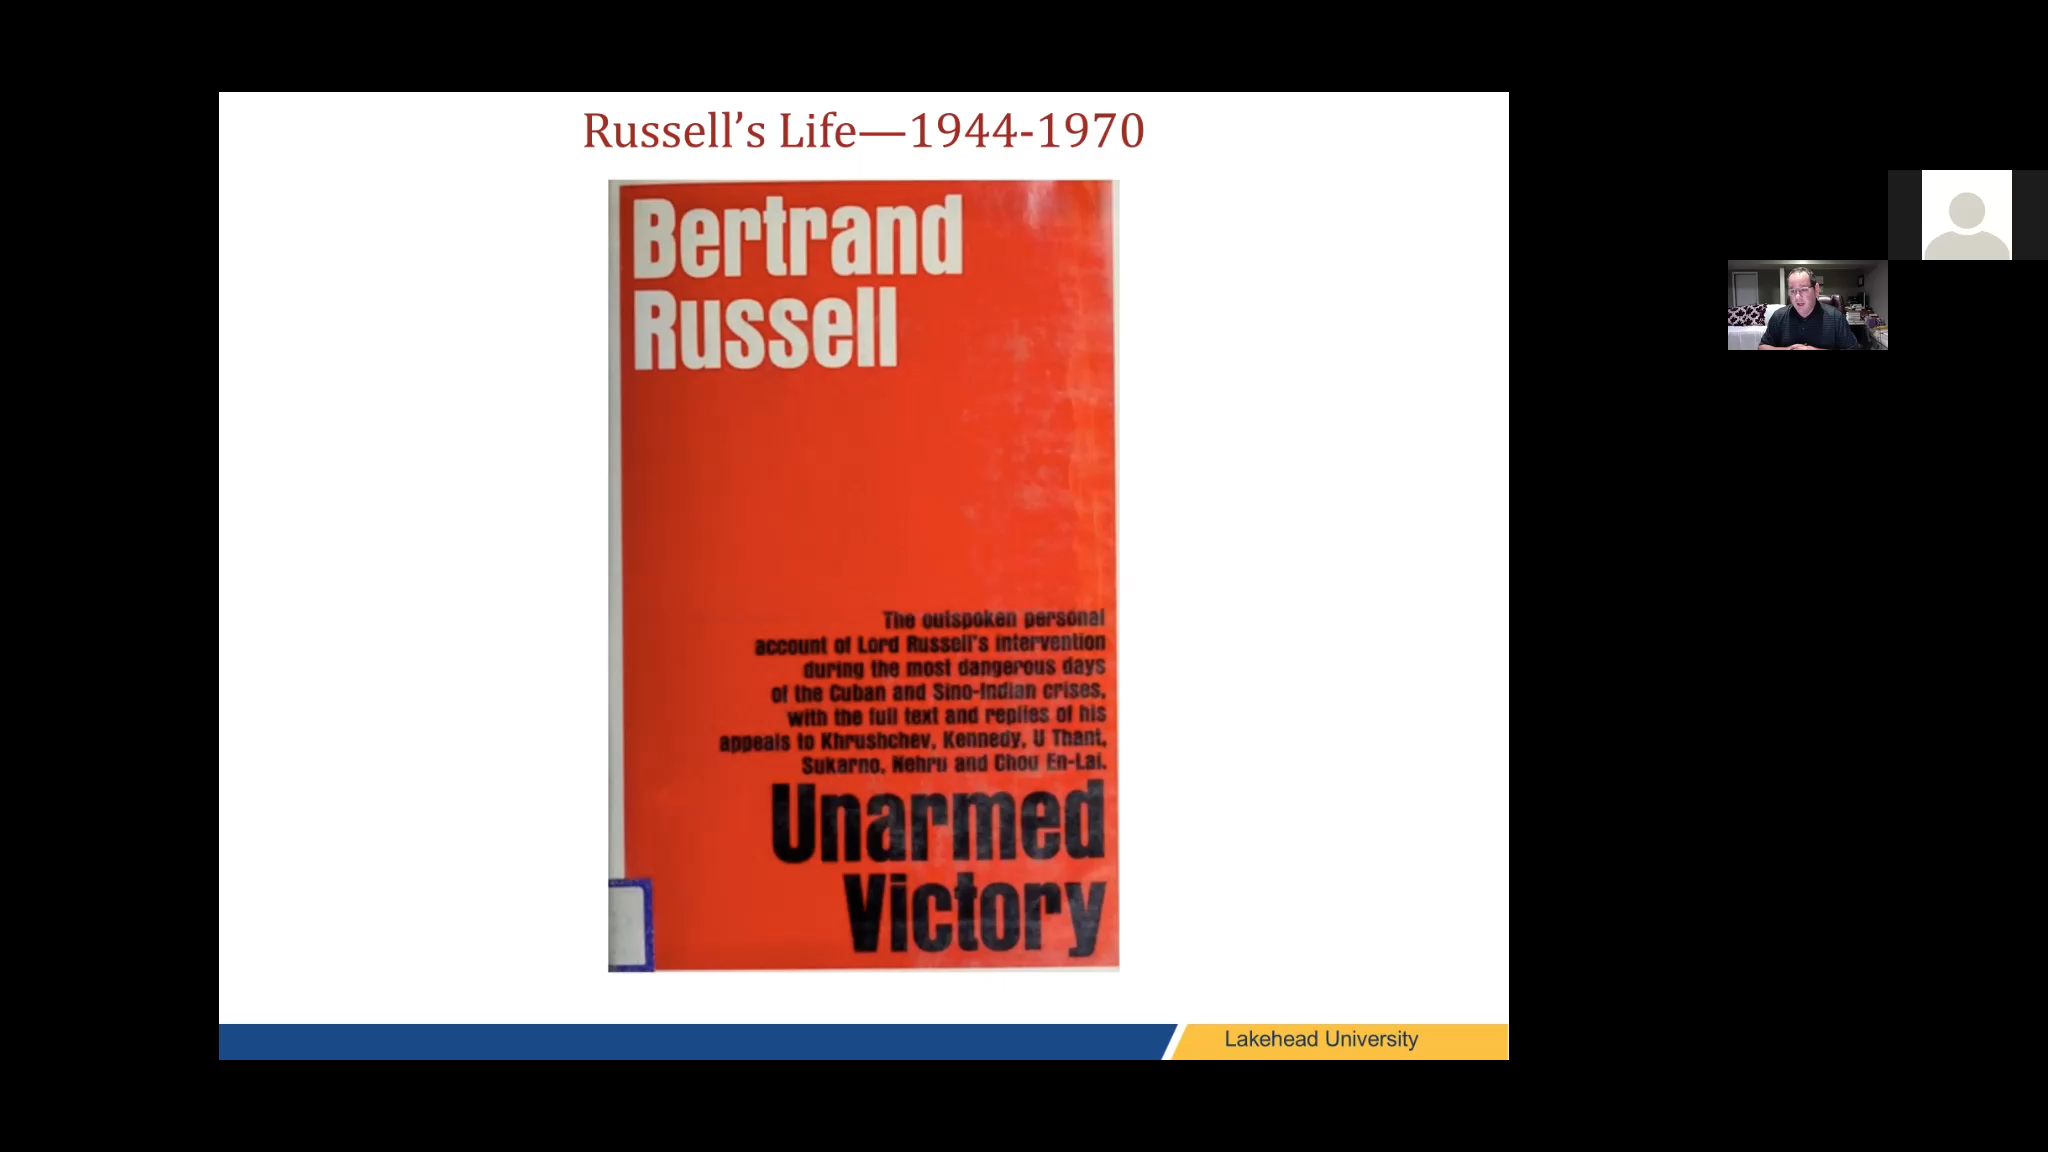 Russell’s Life—1944-1970
Bertrand
Russell
The outspoken personal
account of Lord Russell's intervention
during the most dangerous days
of the Cuban and Sino-Indian crises,
with the full text and replies of his
appeals to Khrushchev, Kennedy, U Thant,
Sukarno, Nehru and Chou En-Lai.
Unarmed
Victory
Lakehead University